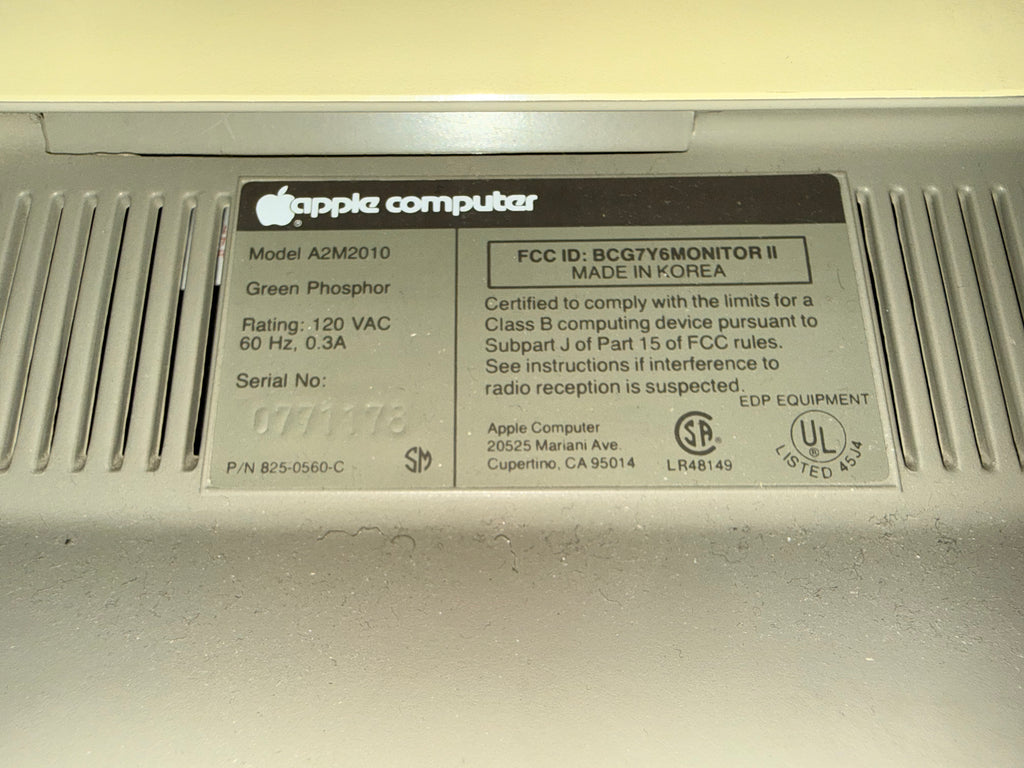 apple computer
Model A2M2010
Green Phosphor
Rating: 120 VAC
60 Hz, 0.3A
Serial No:
0771178
P/N 825-0560-C
SM
FCC ID: BCG7Y6MONITOR II
MADE IN KOREA
Certified to comply with the limits for a
Class B computing device pursuant to
Subpart J of Part 15 of FCC rules.
See instructions if interference to
radio reception is suspected.
Apple Computer
20525 Mariani Ave.
Cupertino, CA 95014
SA
LR48149
EDP EQUIPMENT
UL
LISTED 45J4